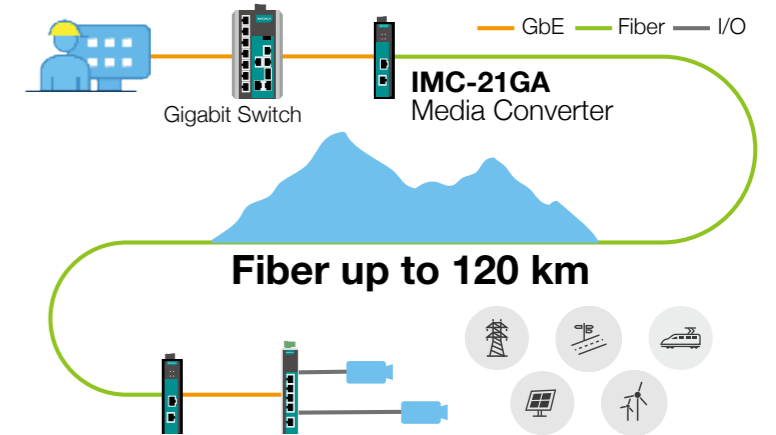 GbE
Fiber
I/O
Gigabit Switch
IMC-21GA
Media Converter
Fiber up to 120 km